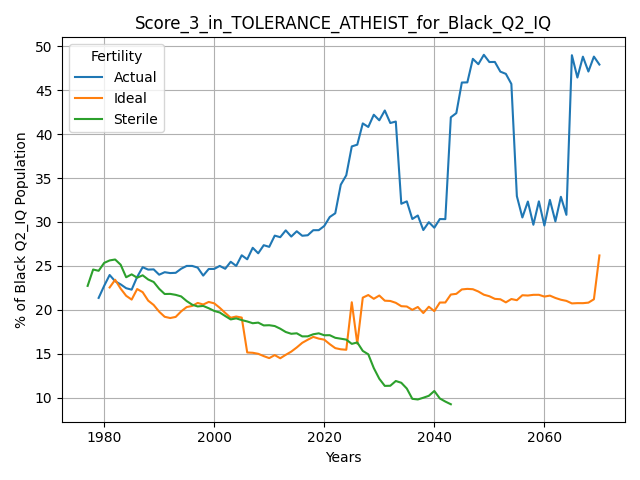 Score_3_in_TOLERANCE_ATHEIST_for_Black_Q2_IQ
Fertility
Actual
Ideal
Sterile
% of Black Q2_IQ Population
50
45
40
35
30
25
20
15
10
1980 2000 2020 2040 2060
Years